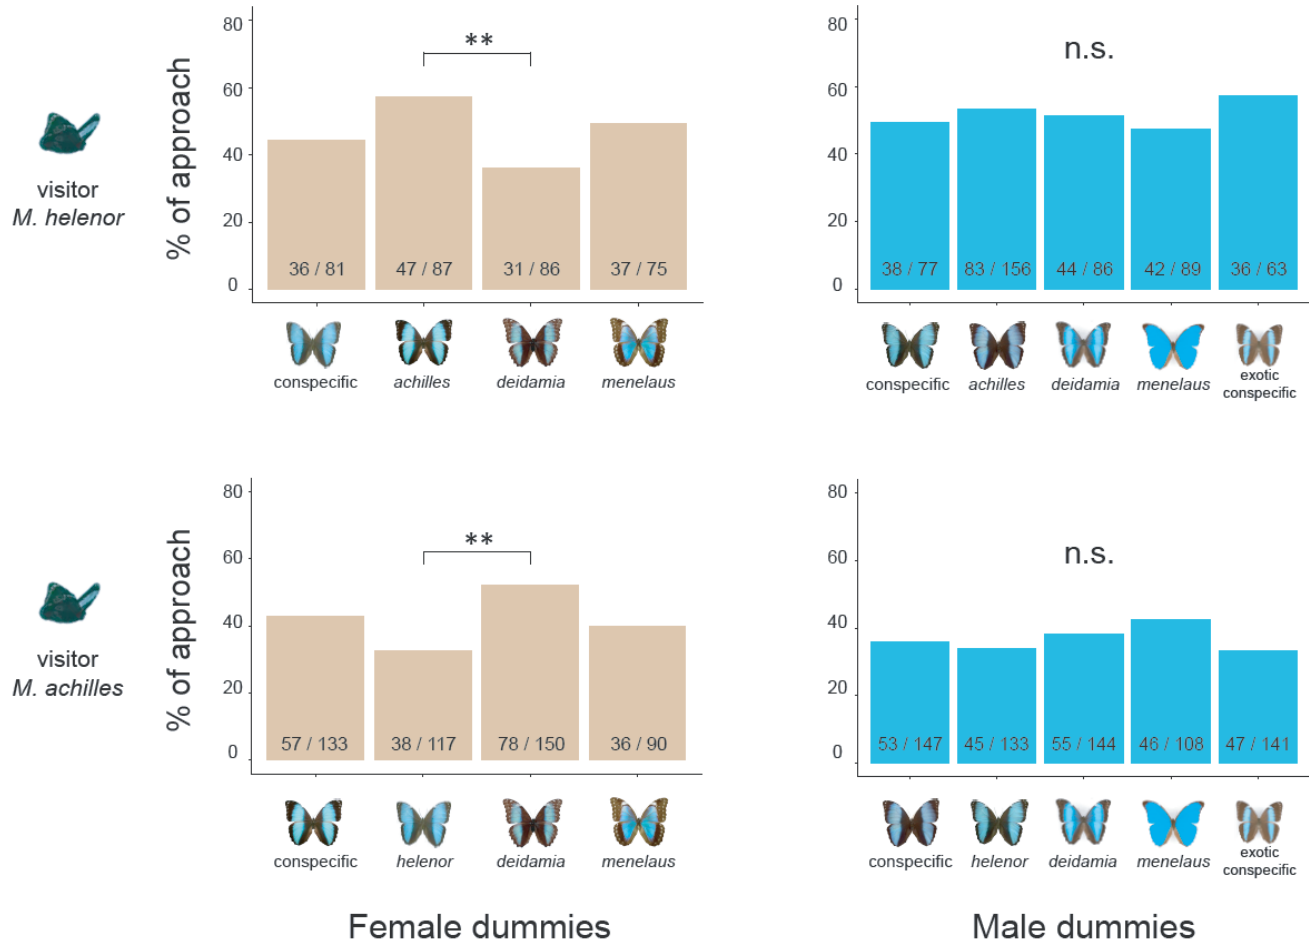 80
60
40
20
0
% of approach
**
36 / 81
47 / 87
31 / 86
37 / 75
conspecific
achilles
deidamia
menelaus
visitor
M. helenor
80
60
40
20
0
n.s.
38 / 77
83 / 156
44 / 86
42 / 89
36 / 63
conspecific
achilles
deidamia
menelaus
exotic
conspecific
80
60
40
20
0
% of approach
**
57 / 133
38 / 117
78 / 150
36 / 90
conspecific
helenor
deidamia
menelaus
visitor
M. achilles
80
60
40
20
0
n.s.
53 / 147
45 / 133
55 / 144
46 / 108
47 / 141
conspecific
helenor
deidamia
menelaus
exotic
conspecific
Female dummies
Male dummies